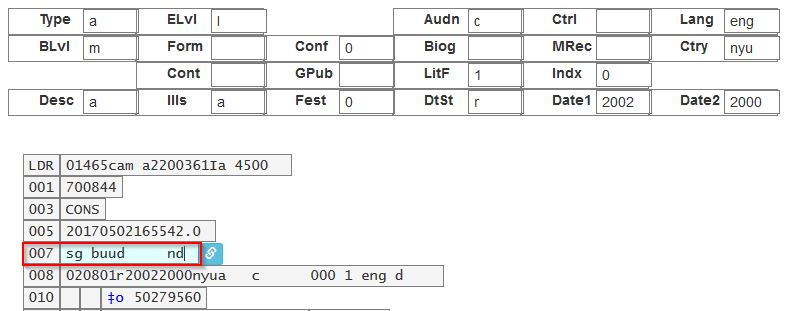 Type a ELvl I Audn c Ctrl Lang eng
BLvl m Form Conf 0 Biog MRec Ctry nyu
Cont GPub LitF 1 Indx 0
Desc a Ills a Fest 0 DtSt r Date1 2002 Date2 2000
LDR 01465cam a2200361Ia 4500
001 700844
003 CONS
005 20170502165542.0
007 sg buud      nd
008 020801r20022000nyua   c      000 1 eng d
010 ‡o 50279560